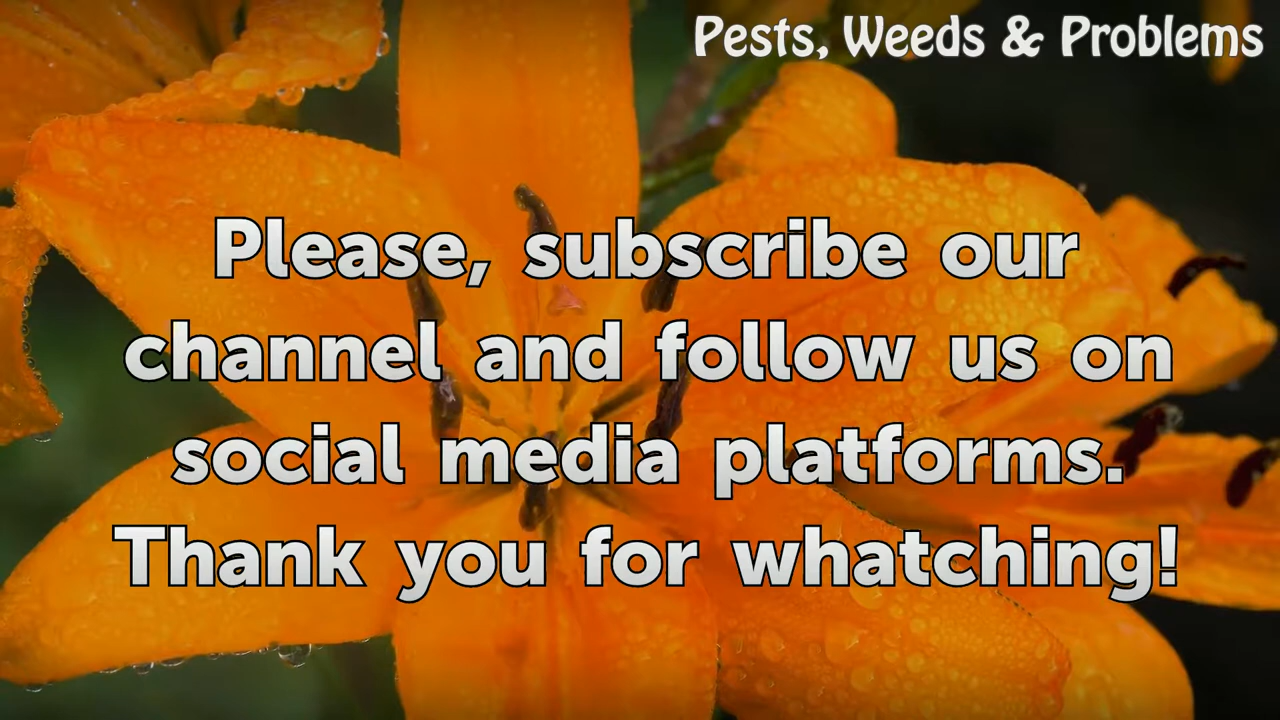 Pests, Weeds & Problems
Please, subscribe our
channel and follow us on
social media platforms.
Thank you for whatching!